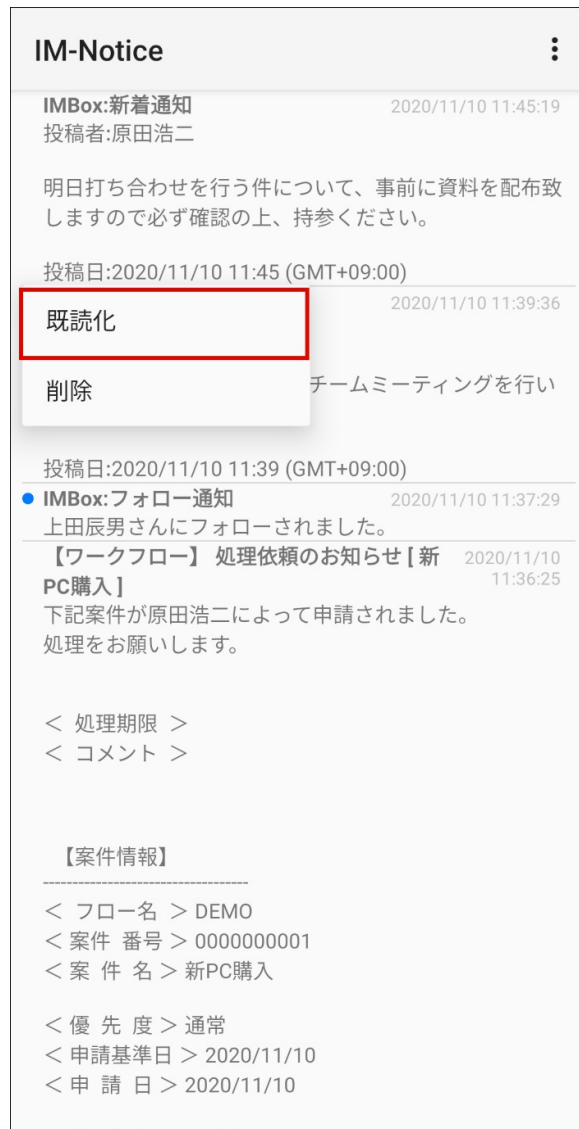 IM-Notice
IMBox:新着通知 2020/11/10 11:45:19
投稿者:原田浩二
明日打ち合わせを行う件について、事前に資料を配布致
しますので必ず確認の上、持参ください。
投稿日:2020/11/10 11:45 (GMT+09:00)
2020/11/10 11:39:36
既読化
削除
チームミーティングを行い
投稿日:2020/11/10 11:39 (GMT+09:00)
IMBox:フォロー通知 2020/11/10 11:37:29
上田辰男さんにフォローされました。
【ワークフロー】 処理依頼のお知らせ [ 新 2020/11/10
PC購入 ] 11:36:25
下記案件が原田浩二によって申請されました。
処理をお願いします。
＜ 処理期限 ＞
＜ コメント ＞
【案件情報】
-----------------------------------
＜ フロー名 ＞ DEMO
＜ 案件 番号 ＞ 0000000001
＜ 案 件 名 ＞ 新PC購入
＜ 優 先 度 ＞ 通常
＜ 申請基準日 ＞ 2020/11/10
＜ 申 請 日 ＞ 2020/11/10